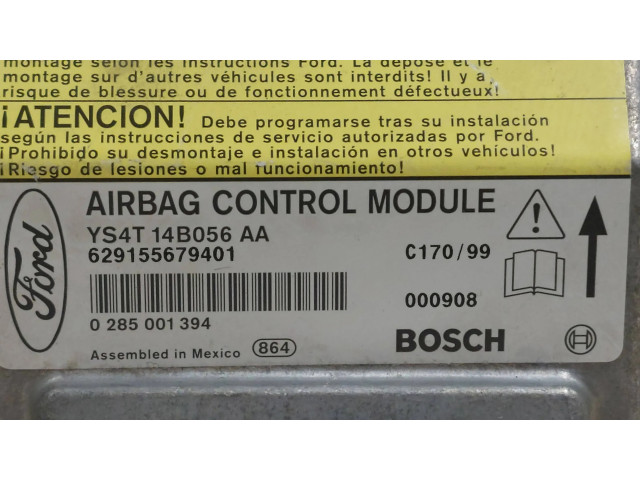 montage selon les instructions Ford. La dépose et le
montage sur d'autres véhicules sont interdits! Il y a
risque de blessure ou de fonctionnement défectueux!
¡ATENCION! Debe programarse tras su instalación
según las instrucciones de servicio autorizadas por Ford.
¡Prohibido su desmontaje e instalación en otros vehículos!
¡Riesgo de lesiones o mal funcionamiento!
Ford
AIRBAG CONTROL MODULE
YS4T 14B056 AA
629155679401
C170/99
000908
0 285 001 394
Assembled in Mexico 864
BOSCH